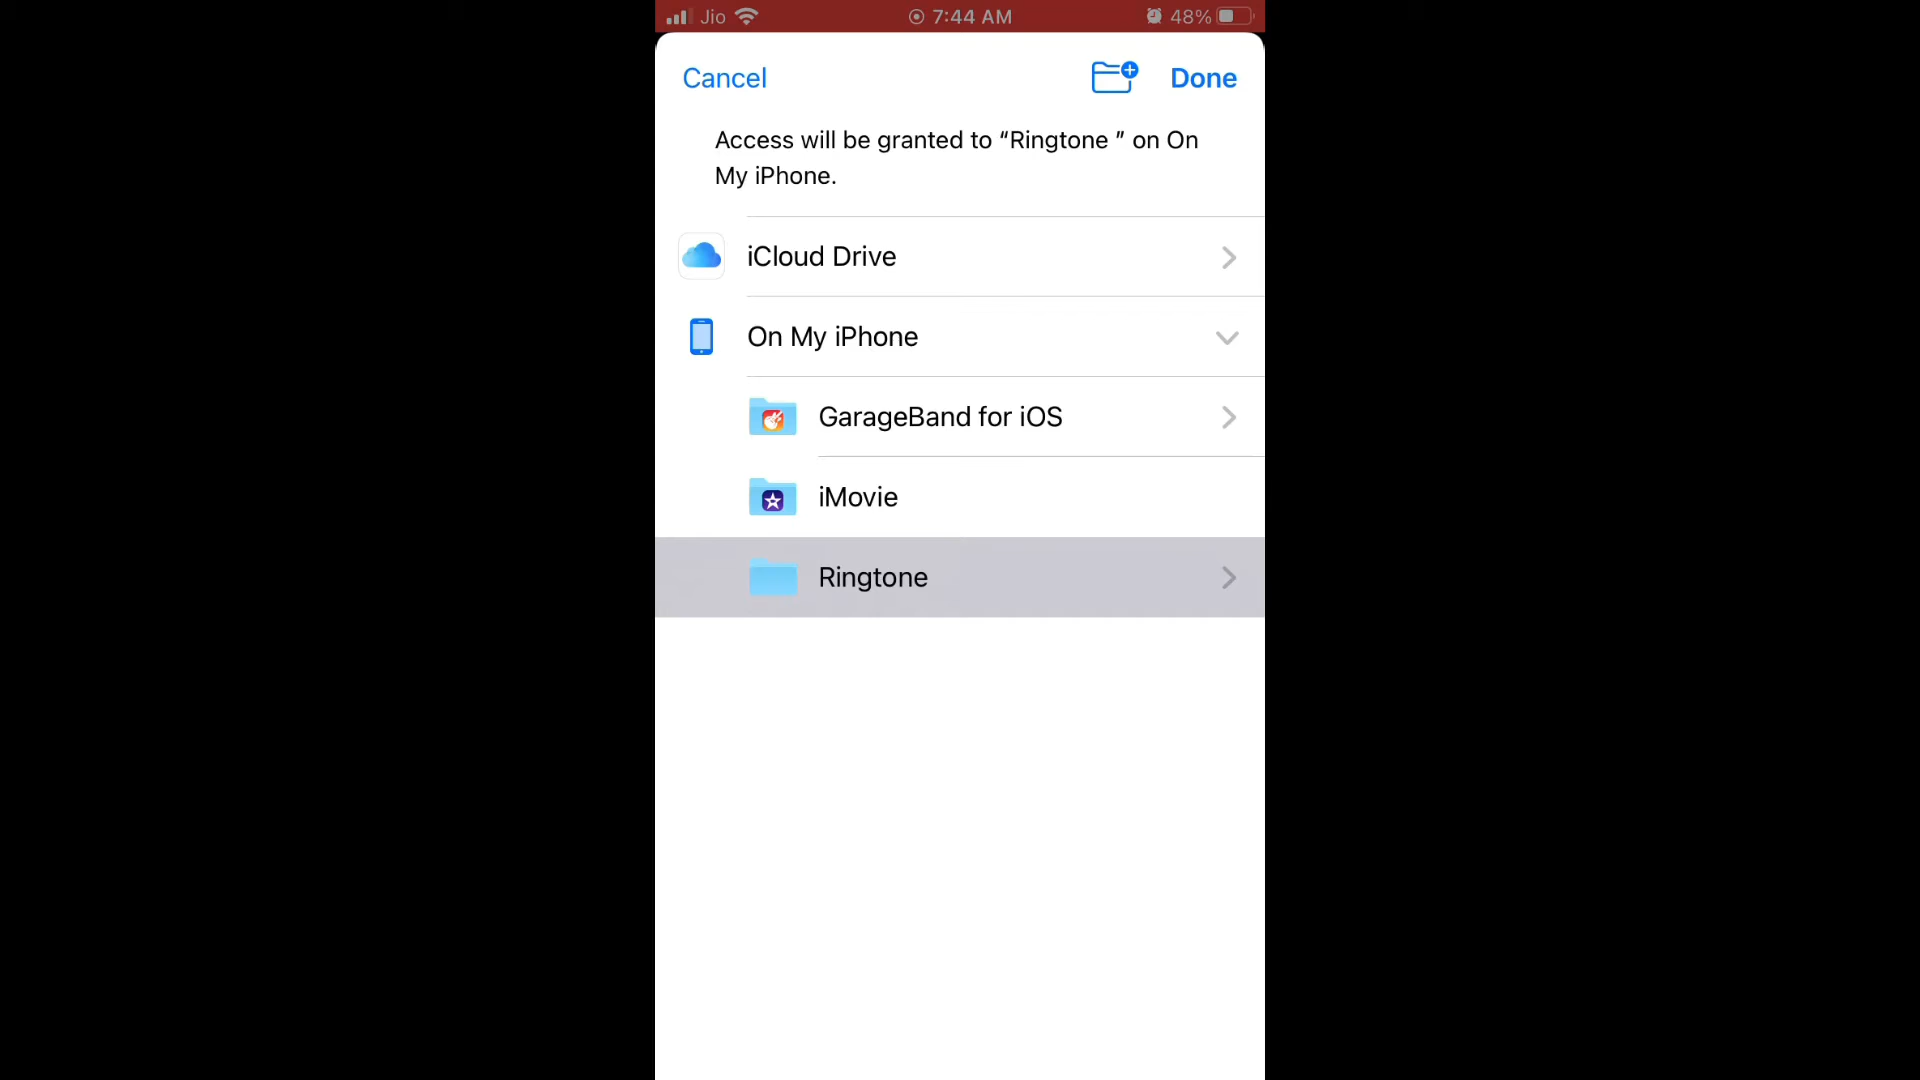 Jio 7:44 AM 48%
Cancel Done
Access will be granted to “Ringtone ” on On
My iPhone.
iCloud Drive
On My iPhone
GarageBand for iOS
iMovie
Ringtone